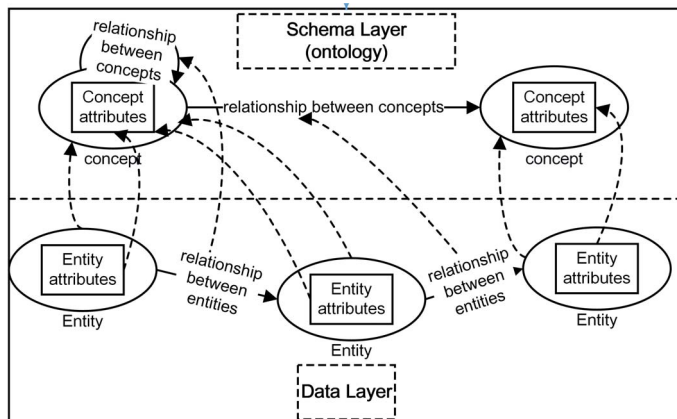 relationship
between
concepts
Schema Layer
(ontology)
Concept
attributes
relationship between concepts
Concept
attributes
concept
concept
Entity
attributes
relationship
between
entities
Entity
attributes
relationship
between
entities
Entity
attributes
Entity
Entity
Entity
Data Layer